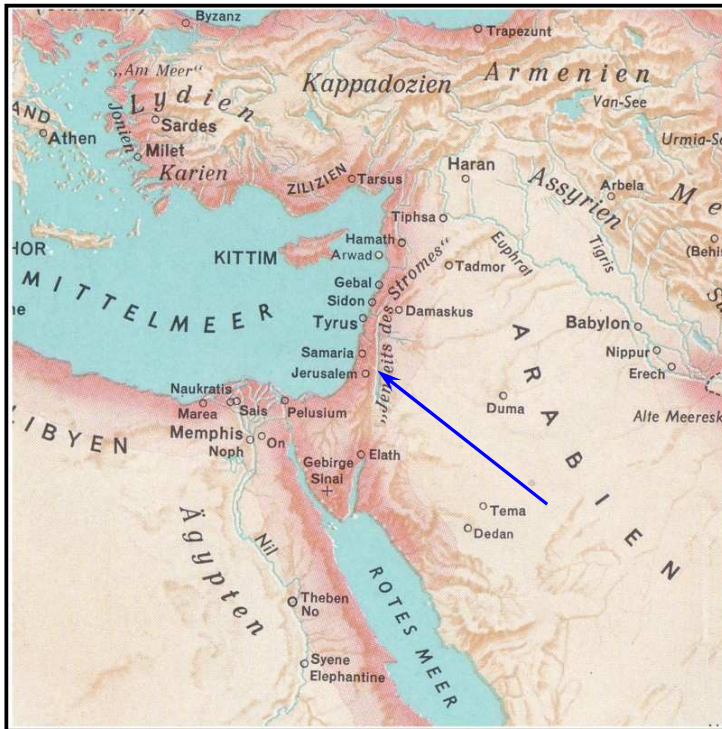 Byzanz
Trapezunt
„Am Meer“
Kappadozien
Armenien
Van-See
Lydien
Jonien
Sardes
Athen
Milet
Karien
ZILIZIEN
Tarsus
Haran
Assyrien
Arbela
Urmia-Se
Tiphsa
Tigris
Euphrat
(Behis
HOR
KITTIM
Hamath
Arwad
Tadmor
MITTELMEER
Gebal
Sidon
Tyrus
„Jenseits des Stromes“
Damaskus
Babylon
Nippur
Erech
Samaria
Jerusalem
ARABIEN
Duma
Alte Meeresk
Naukratis
Marea
Sais
Pelusium
LIBYEN
Memphis
Noph
On
Elath
Gebirge
Sinai
Tema
Dedan
Ägypten
Nil
ROTES MEER
Theben
No
Syene
Elephantine